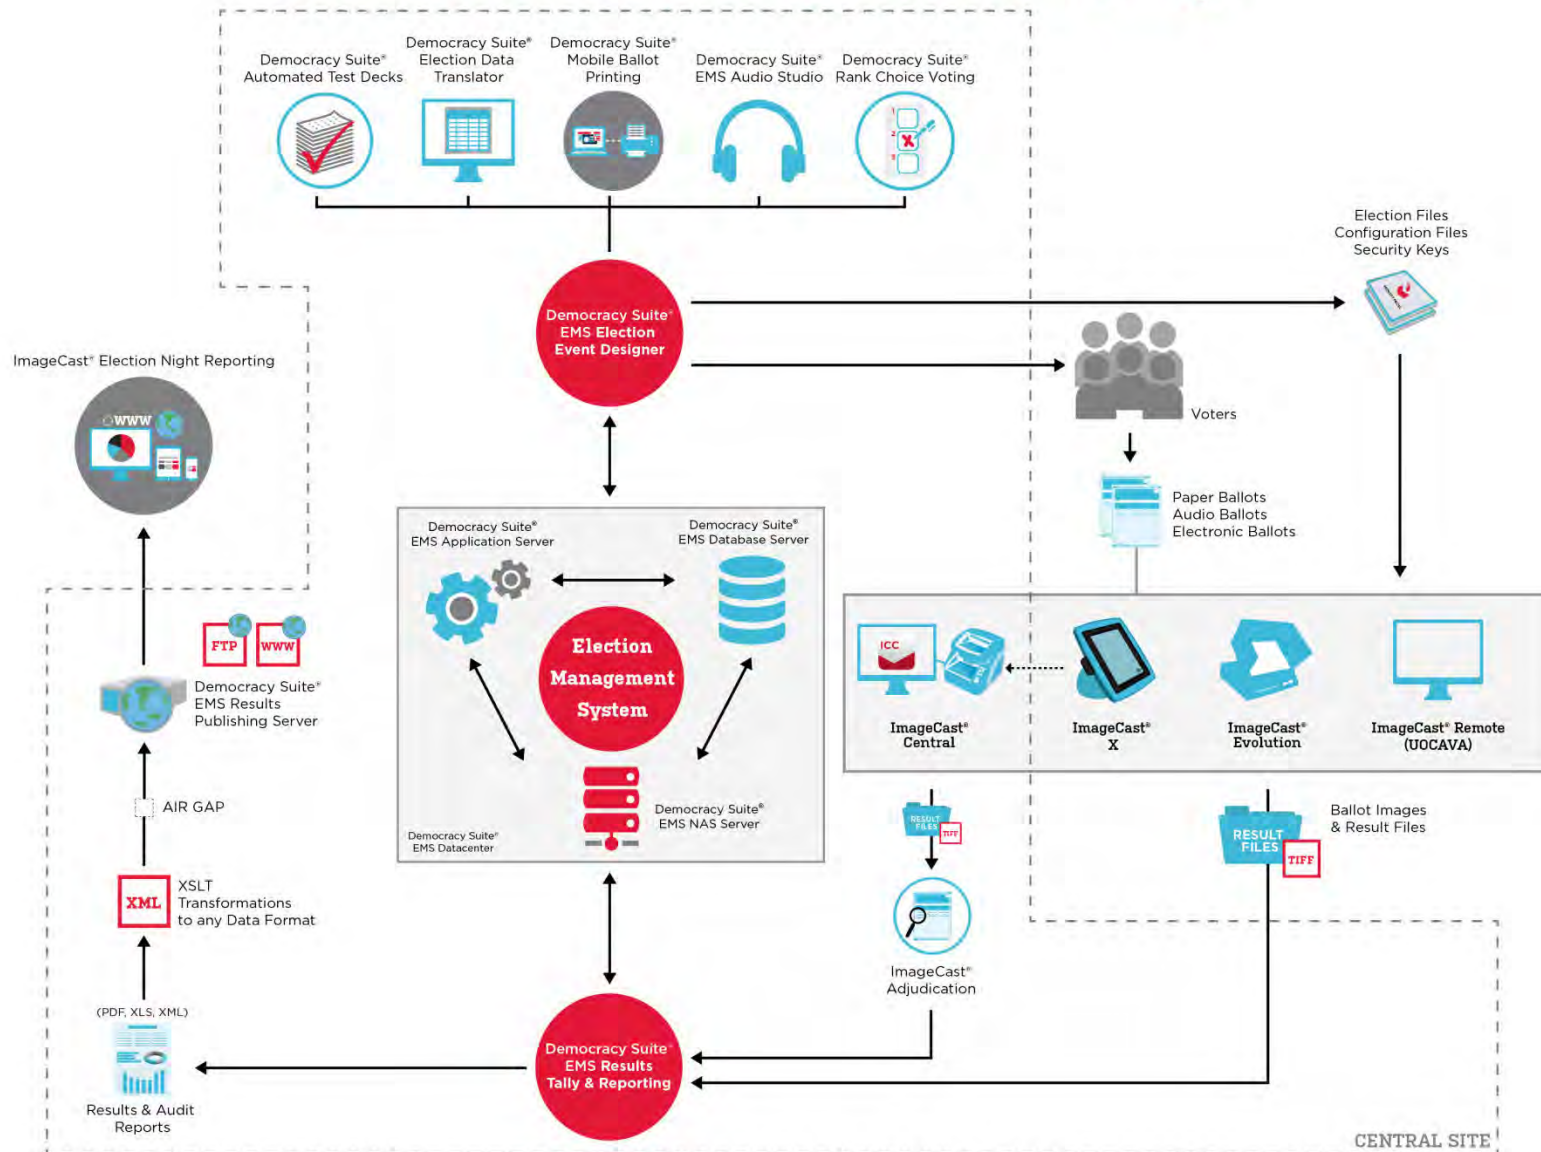 Democracy Suite®
Automated Test Decks
Democracy Suite®
Election Data
Translator
Democracy Suite®
Mobile Ballot
Printing
Democracy Suite®
EMS Audio Studio
Democracy Suite®
Rank Choice Voting
1
2
3
Election Files
Configuration Files
Security Keys
Democracy Suite®
EMS Election
Event Designer
ImageCast® Election Night Reporting
WWW
Voters
Paper Ballots
Audio Ballots
Electronic Ballots
Democracy Suite®
EMS Application Server
Democracy Suite®
EMS Database Server
Election
Management
System
Democracy Suite®
EMS NAS Server
Democracy Suite®
EMS Datacenter
FTP
WWW
Democracy Suite®
EMS Results
Publishing Server
ICC
ImageCast®
Central
ImageCast®
X
ImageCast®
Evolution
ImageCast® Remote
(UOCAVA)
AIR GAP
RESULT
FILES
TIFF
RESULT
FILES
TIFF
Ballot Images
& Result Files
XML
XSLT
Transformations
to any Data Format
ImageCast®
Adjudication
(PDF, XLS, XML)
Results & Audit
Reports
Democracy Suite®
EMS Results
Tally & Reporting
CENTRAL SITE